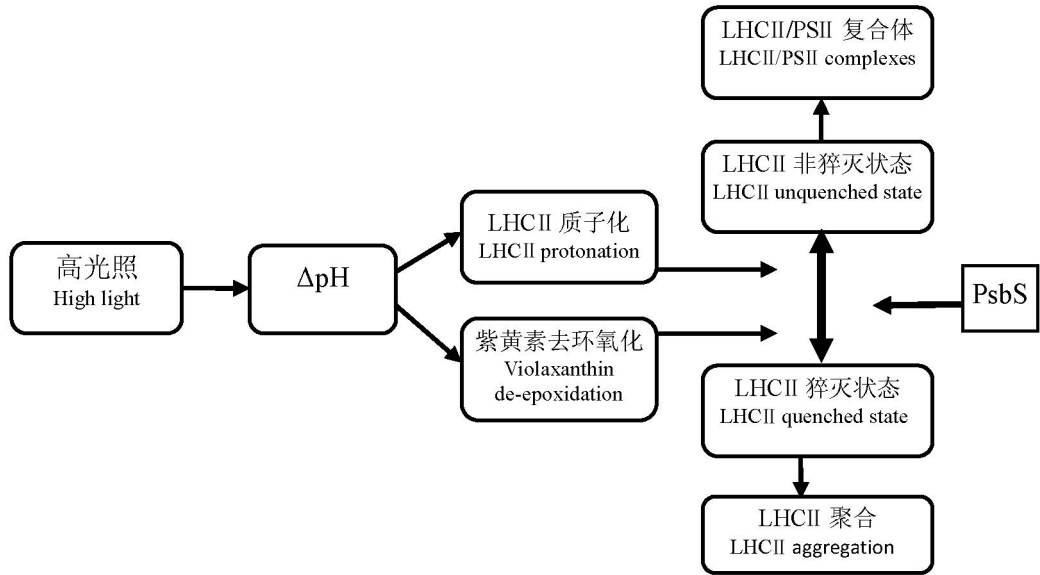 LHCⅡ/PSⅡ 复合体
LHCⅡ/PSⅡ complexes
LHCⅡ 非猝灭状态
LHCⅡ unquenched state
LHCⅡ 质子化
LHCⅡ protonation
高光照
High light
ΔpH
PsbS
紫黄素去环氧化
Violaxanthin
de-epoxidation
LHCⅡ 猝灭状态
LHCⅡ quenched state
LHCⅡ 聚合
LHCⅡ aggregation